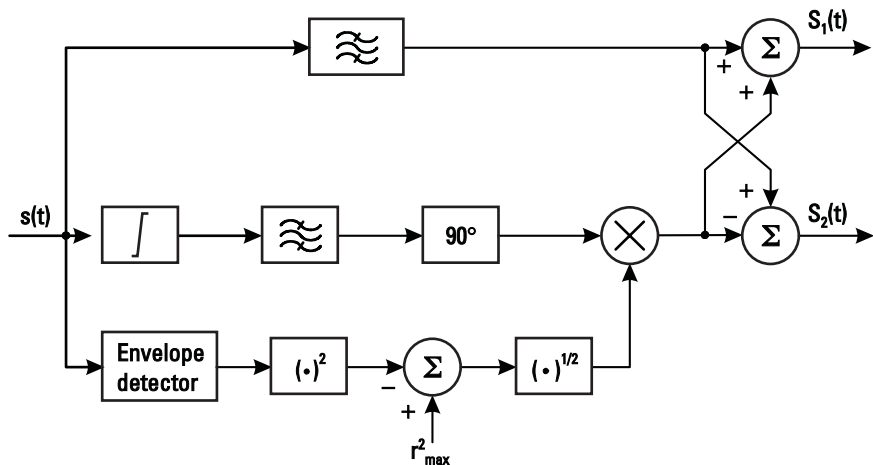 S₁(t)
Σ
+
+
s(t)
90°
+
S₂(t)
−
Σ
Envelope
detector
(•)²
Σ
(•)¹/²
−
+
r²max